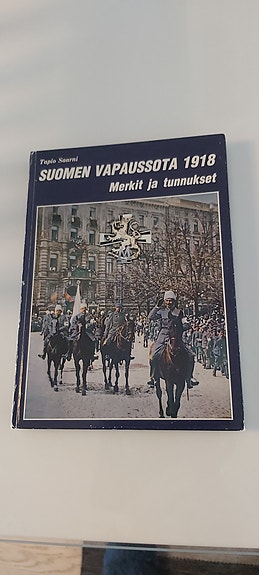 Tapio Saarni
SUOMEN VAPAUSSOTA 1918
Merkit ja tunnukset